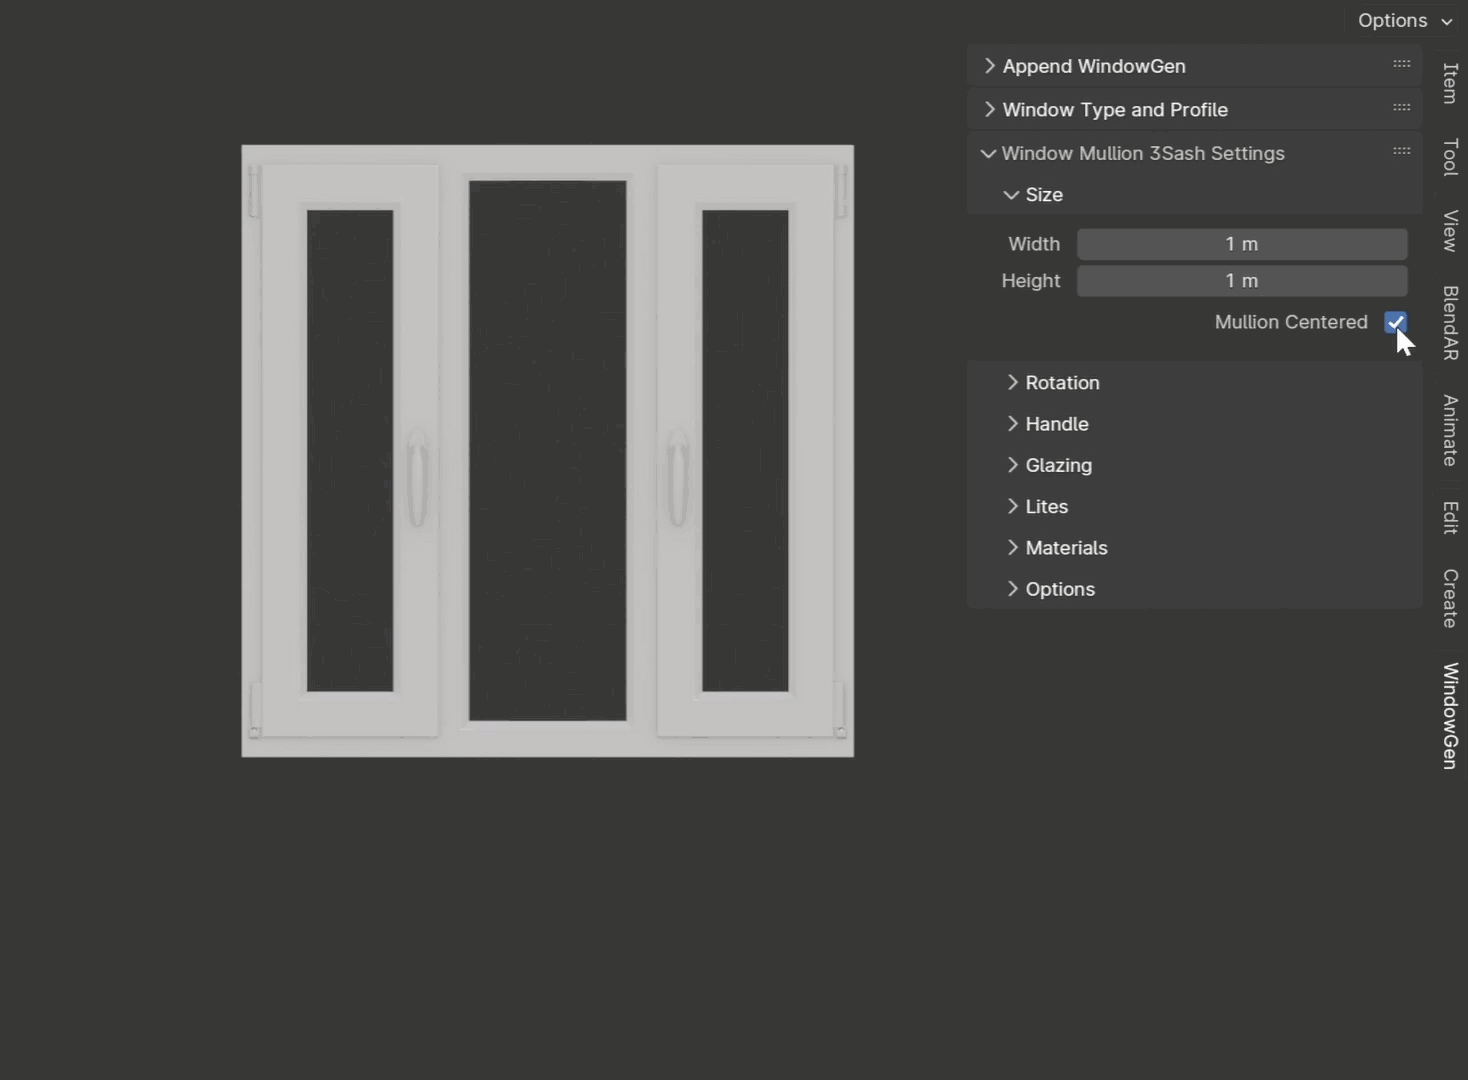 Options
Append WindowGen
Window Type and Profile
Window Mullion 3Sash Settings
Size
Width 1 m
Height 1 m
Mullion Centered
Rotation
Handle
Glazing
Lites
Materials
Options
Item
Tool
View
BlendAR
Animate
Edit
Create
WindowGen